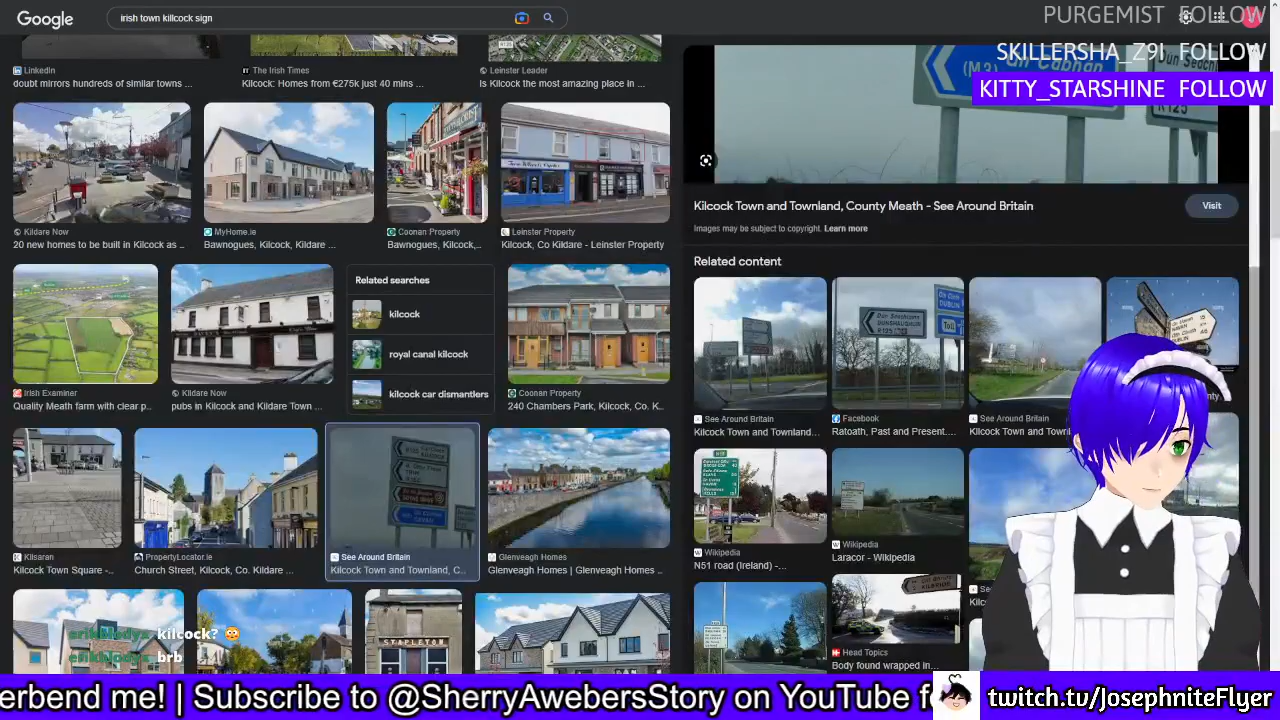 Google
irish town killcock sign
PURGEMIST FOLLOW
SKILLERSHA_Z9I FOLLOW
KITTY_STARSHINE FOLLOW
LinkedIn
doubt mirrors hundreds of similar towns ...
The Irish Times
Kilcock: Homes from €275k just 40 mins ...
Leinster Leader
Is Kilcock the most amazing place in ...
An Cabhán
(M3)
Dún Seachl
R125
Kilcock Town and Townland, County Meath - See Around Britain
Visit
Images may be subject to copyright. Learn more
Kildare Now
20 new homes to be built in Kilcock as ...
MyHome.ie
Bawnogues, Kilcock, Kildare ...
Coonan Property
Bawnogues, Kilcock,...
Leinster Property
Kilcock, Co Kildare - Leinster Property
Related content
Related searches
kilcock
royal canal kilcock
kilcock car dismantlers
Irish Examiner
Quality Meath farm with clear p...
Kildare Now
pubs in Kilcock and Kildare Town ...
Coonan Property
240 Chambers Park, Kilcock, Co. K...
See Around Britain
Kilcock Town and Townland...
Facebook
Ratoath, Past and Present....
See Around Britain
Kilcock Town and Town
Kilsaran
Kilcock Town Square -...
PropertyLocator.ie
Church Street, Kilcock, Co. Kildare ...
See Around Britain
Kilcock Town and Townland, C...
Glenveagh Homes
Glenveagh Homes | Glenveagh Homes ...
Wikipedia
N51 road (Ireland) -...
Wikipedia
Laracor - Wikipedia
STAPLETON
Head Topics
Body found wrapped in...
kilcock?
brb
erbend me! | Subscribe to @SherryAwebersStory on YouTube f
twitch.tv/JosephniteFlyer